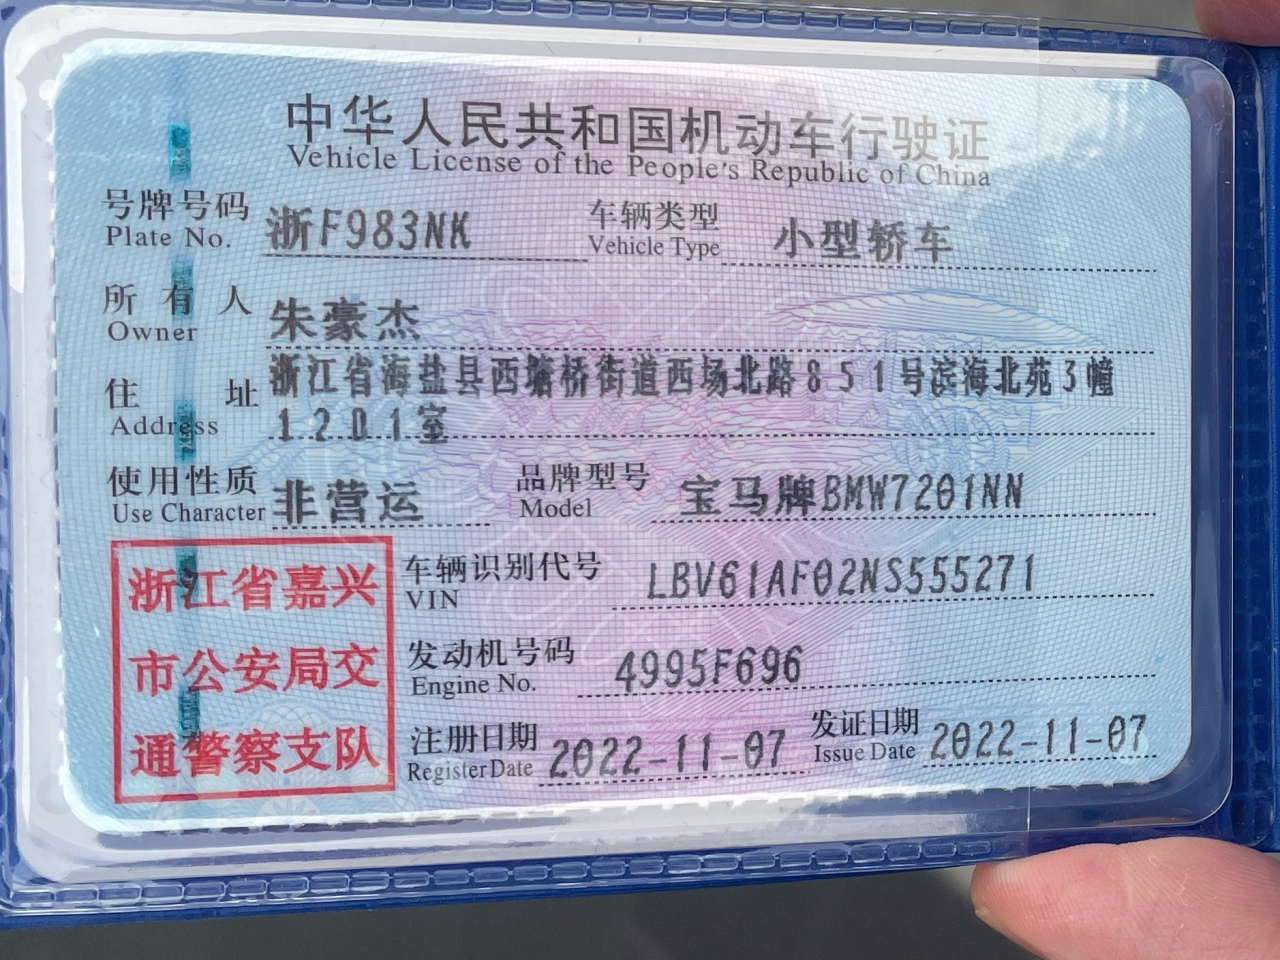 中华人民共和国机动车行驶证
Vehicle License of the People's Republic of China
号牌号码 浙F983NK 车辆类型 小型轿车
Plate No. Vehicle Type
所有人 朱豪杰
Owner
住址 浙江省海盐县西塘桥街道西场北路851号滨海北苑3幢
Address 1201室
使用性质 非营运 品牌型号 宝马牌BMW7201NN
Use Character Model
浙江省嘉兴
市公安局交
通警察支队
车辆识别代号 LBV61AF02NS555271
VIN
发动机号码 4995F696
Engine No.
注册日期 2022-11-07 发证日期 2022-11-07
Register Date Issue Date